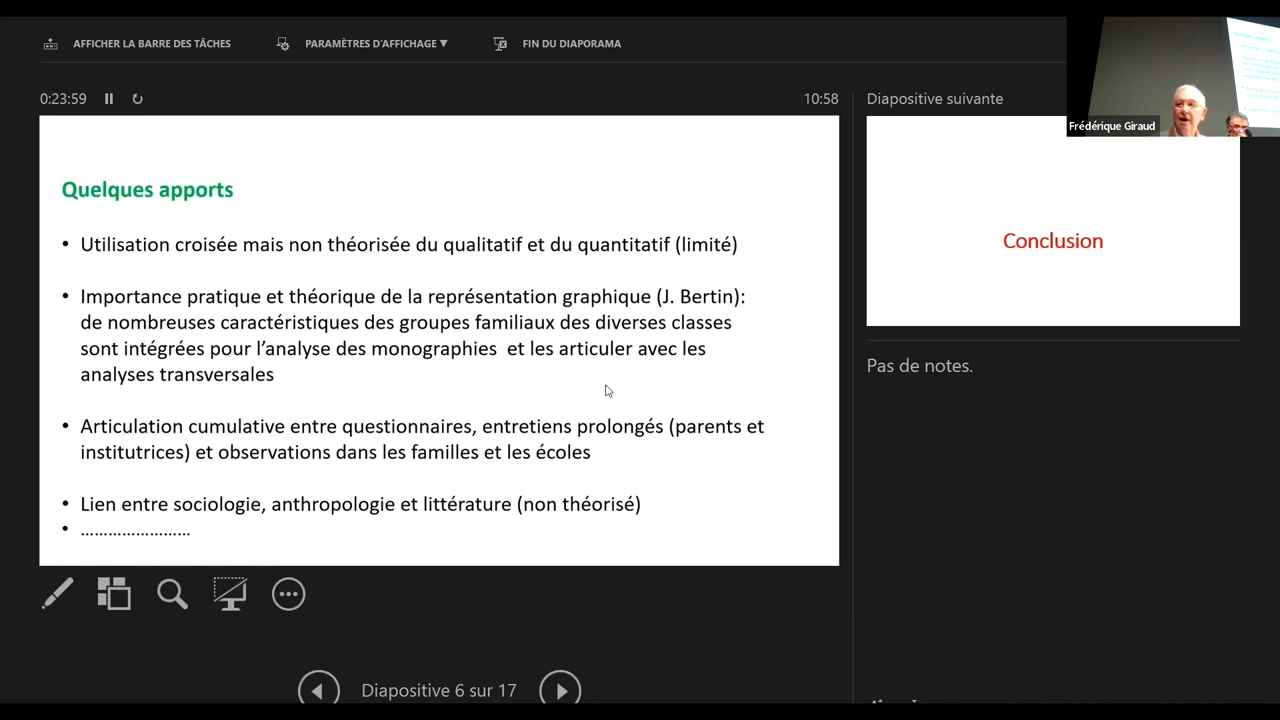 AFFICHER LA BARRE DES TÂCHES
PARAMÈTRES D'AFFICHAGE ▼
FIN DU DIAPORAMA
0:23:59
10:58
Diapositive suivante
Frédérique Giraud
Quelques apports
• Utilisation croisée mais non théorisée du qualitatif et du quantitatif (limité)
• Importance pratique et théorique de la représentation graphique (J. Bertin):
de nombreuses caractéristiques des groupes familiaux des diverses classes
sont intégrées pour l’analyse des monographies et les articuler avec les
analyses transversales
• Articulation cumulative entre questionnaires, entretiens prolongés (parents et
institutrices) et observations dans les familles et les écoles
• Lien entre sociologie, anthropologie et littérature (non théorisé)
• ……………………
Conclusion
Pas de notes.
Diapositive 6 sur 17